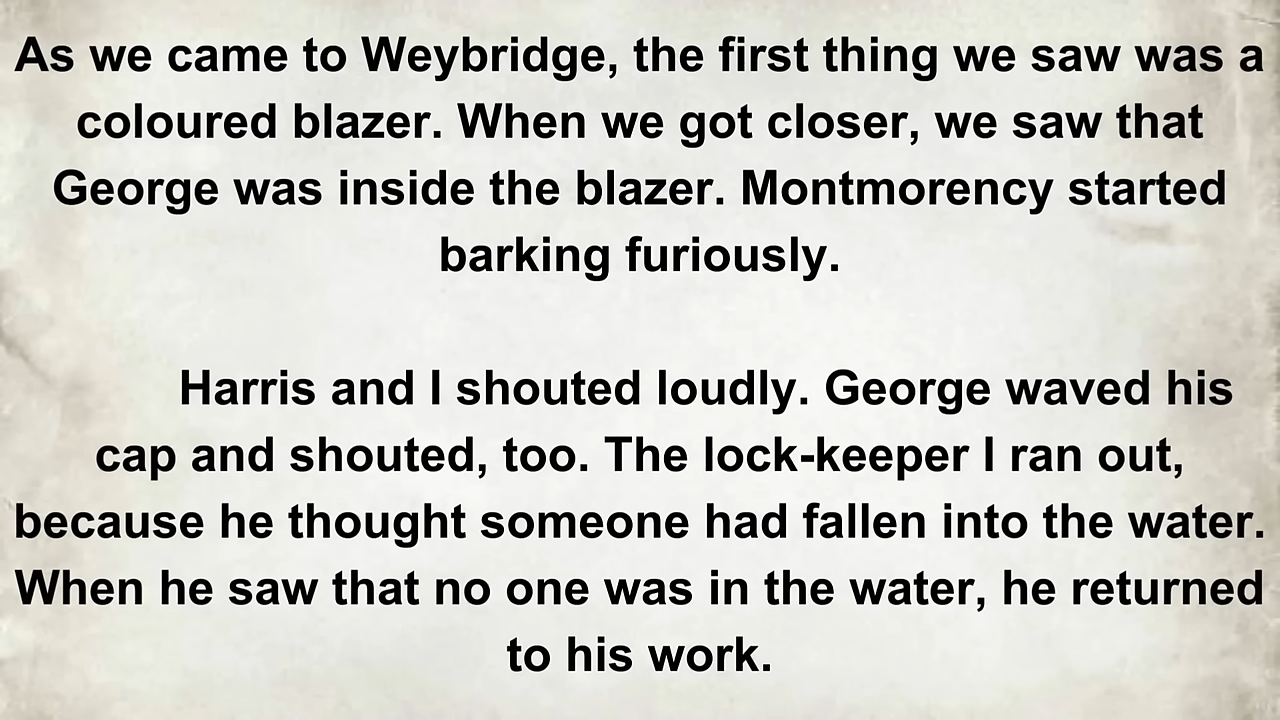 As we came to Weybridge, the first thing we saw was a
coloured blazer. When we got closer, we saw that
George was inside the blazer. Montmorency started
barking furiously.
Harris and I shouted loudly. George waved his
cap and shouted, too. The lock-keeper I ran out,
because he thought someone had fallen into the water.
When he saw that no one was in the water, he returned
to his work.